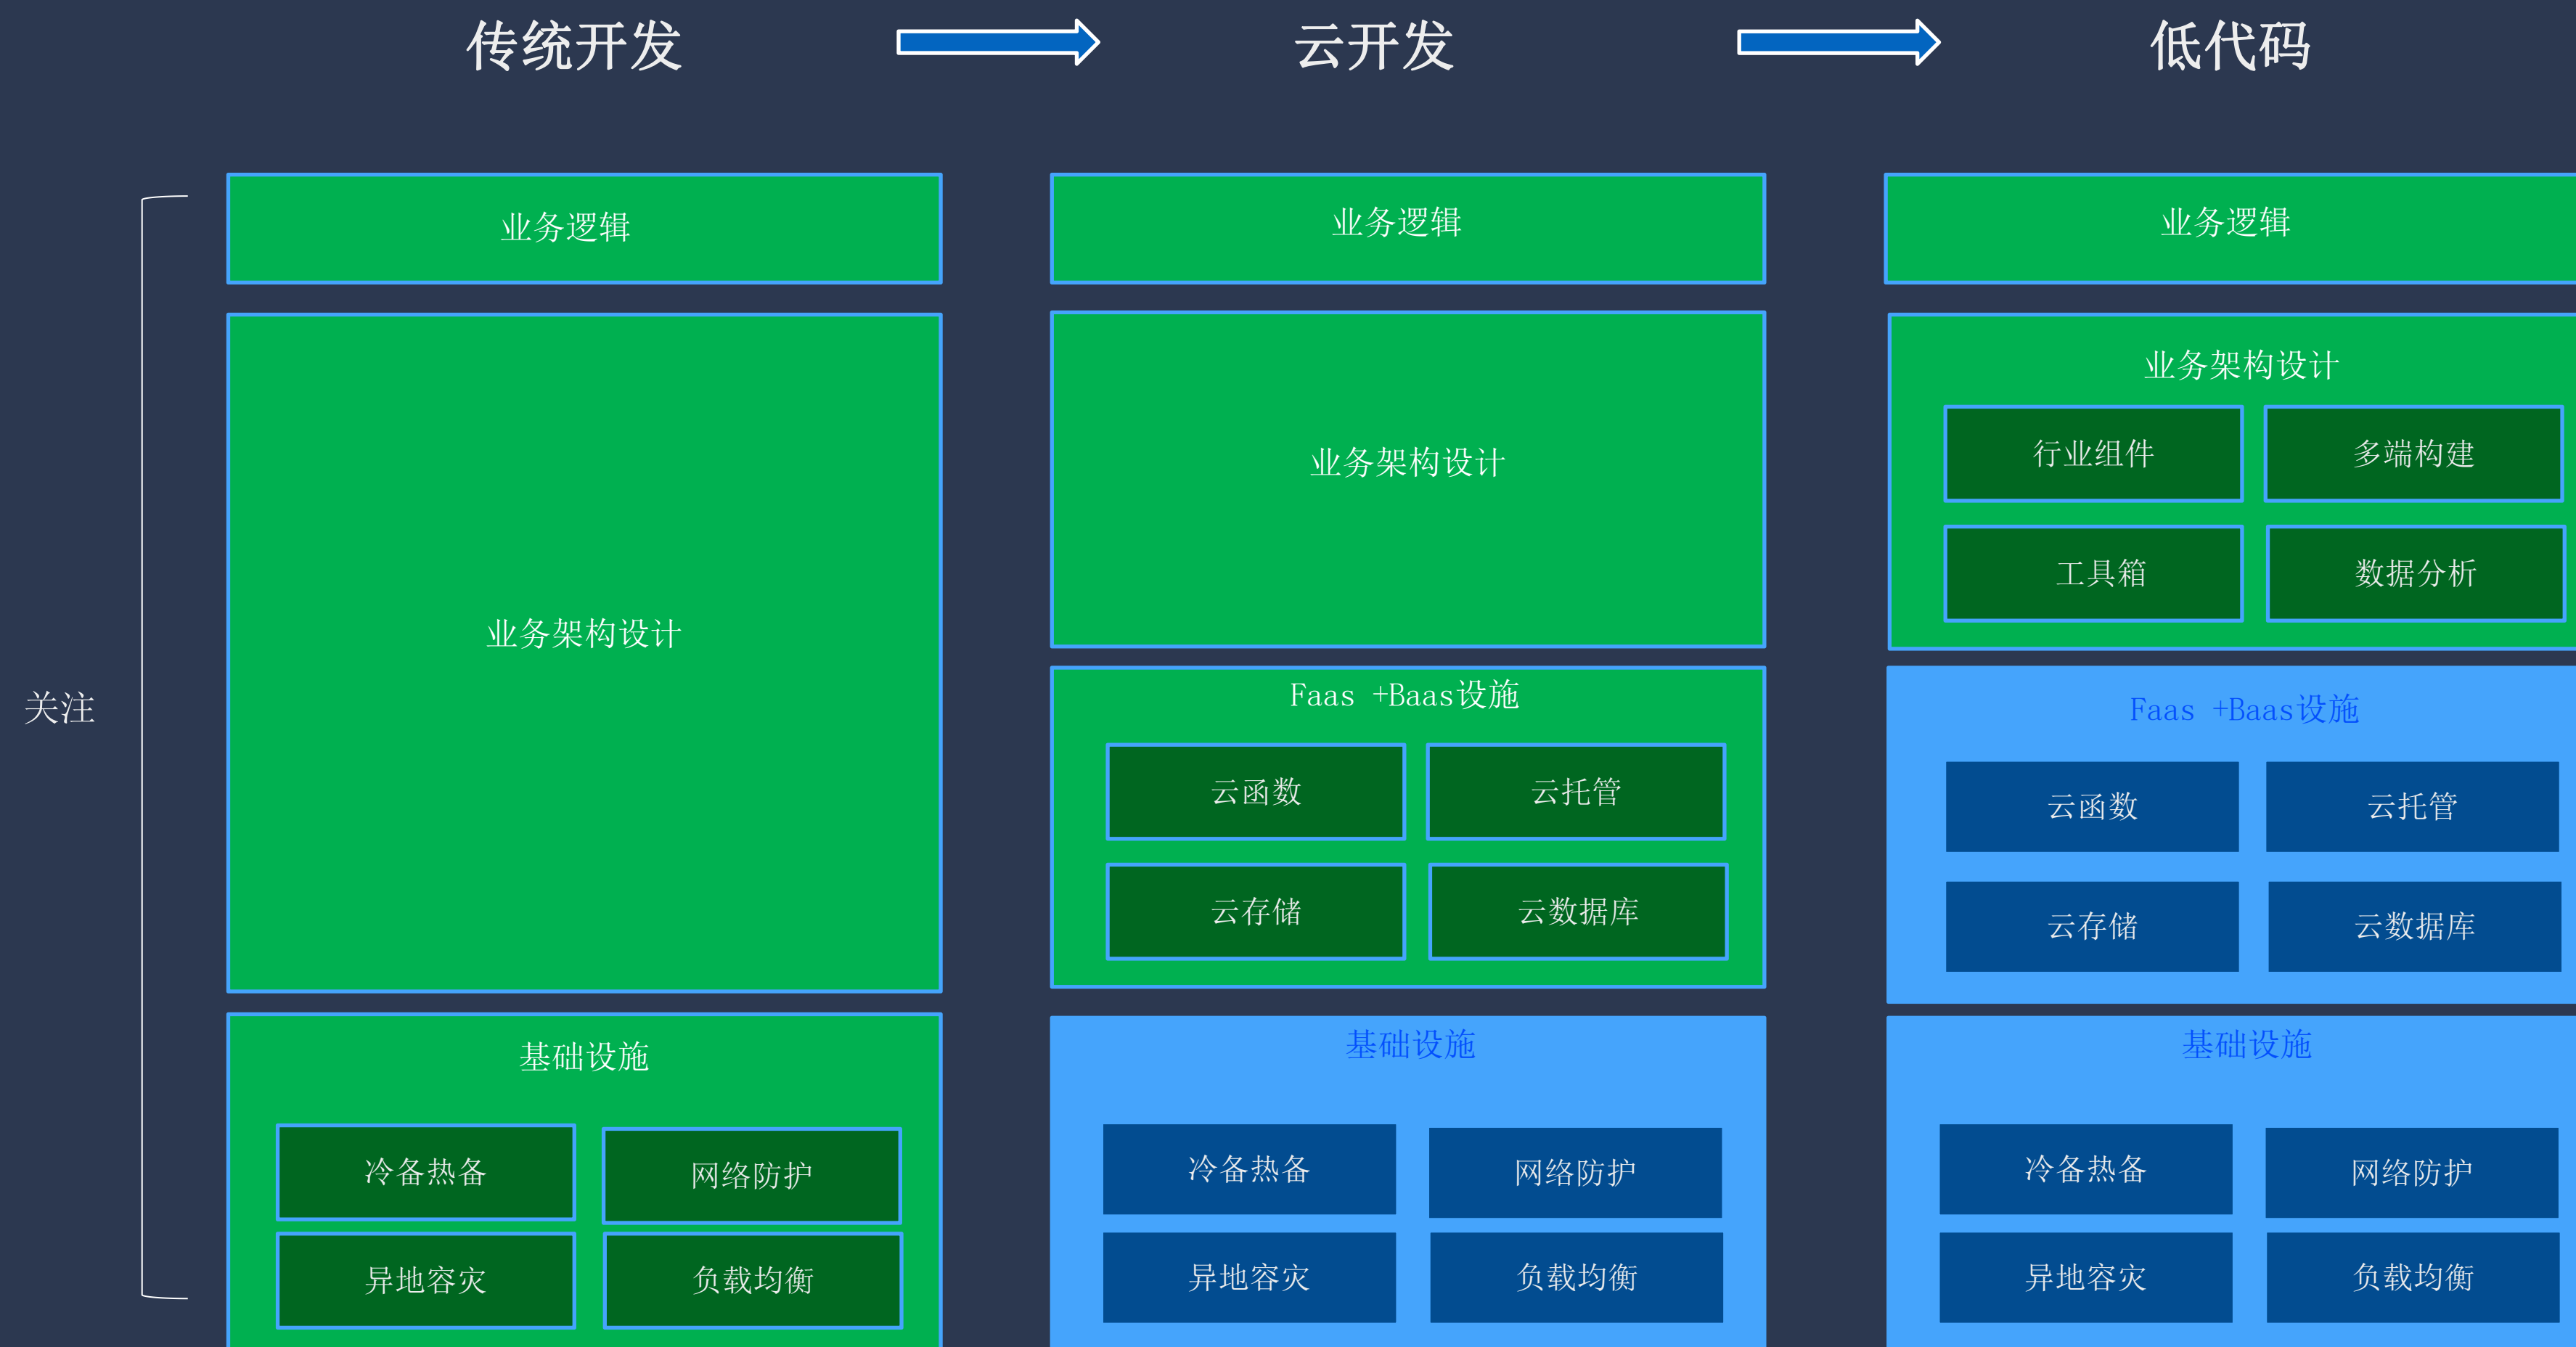 传统开发
云开发
低代码
关注
业务逻辑
业务架构设计
基础设施
冷备热备
网络防护
异地容灾
负载均衡
业务逻辑
业务架构设计
Faas +Baas设施
云函数
云托管
云存储
云数据库
基础设施
冷备热备
网络防护
异地容灾
负载均衡
业务逻辑
业务架构设计
行业组件
多端构建
工具箱
数据分析
Faas +Baas设施
云函数
云托管
云存储
云数据库
基础设施
冷备热备
网络防护
异地容灾
负载均衡